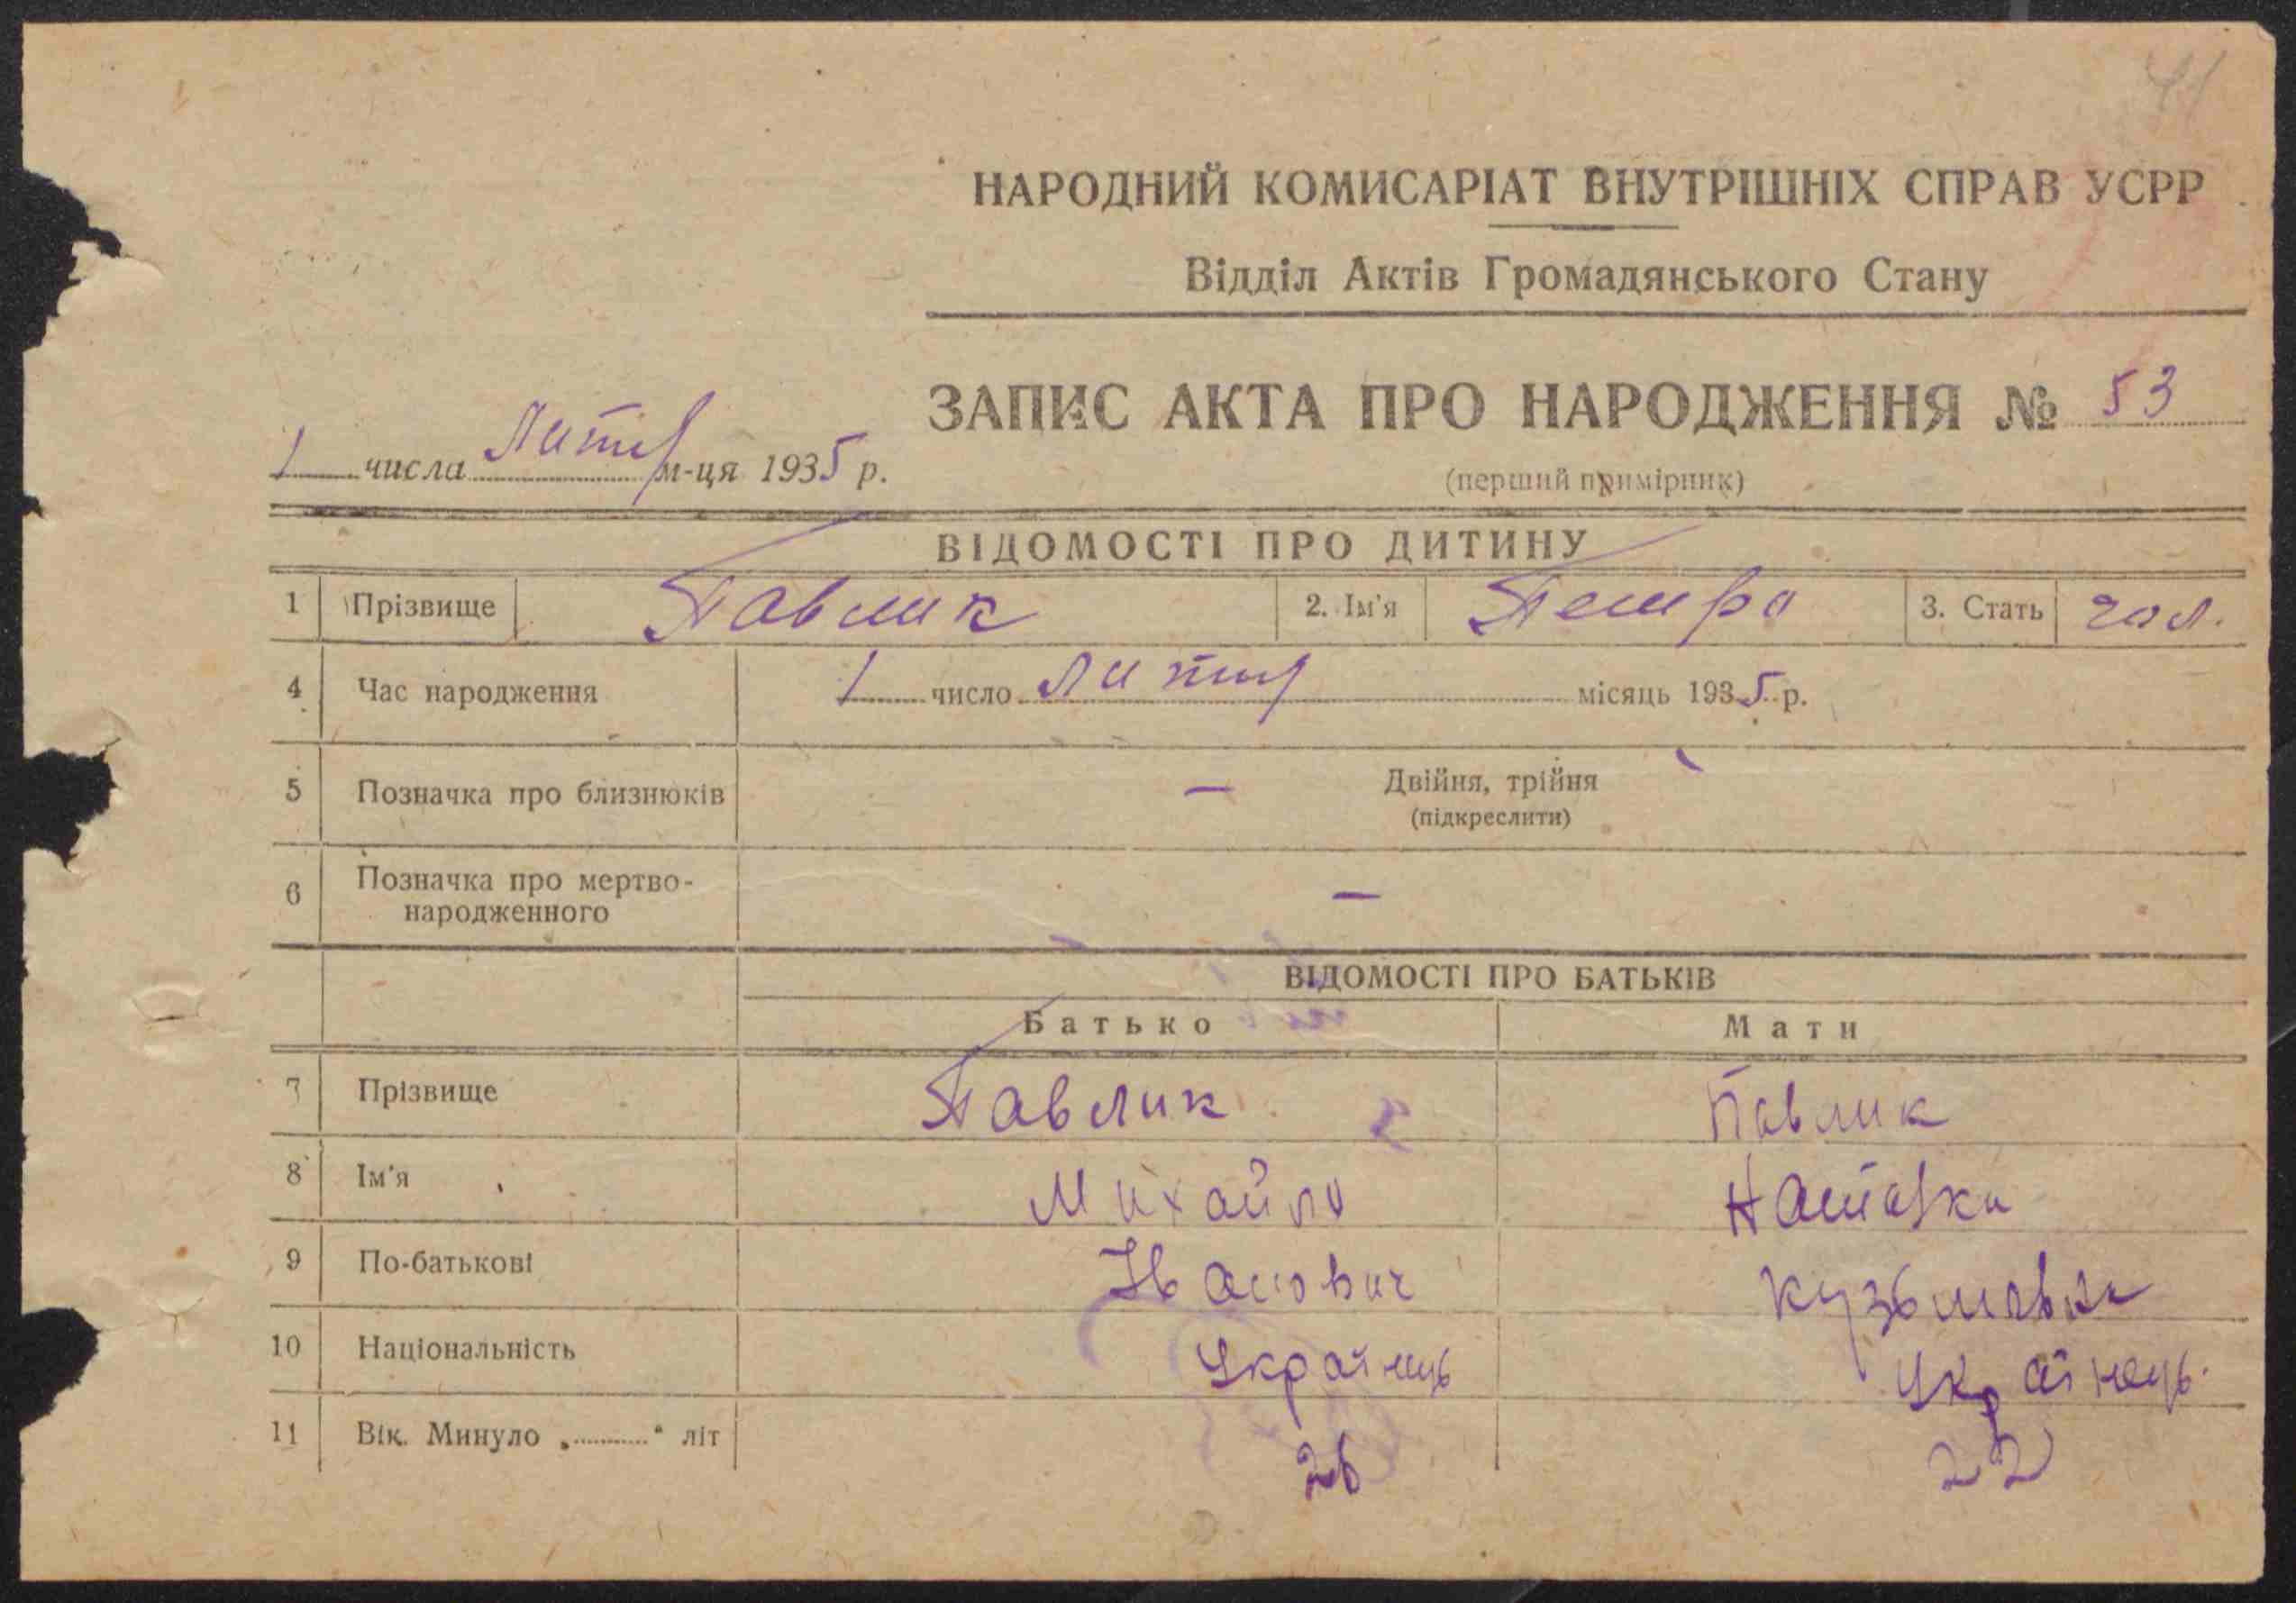 41
НАРОДНИЙ КОМИСАРІАТ ВНУТРІШНІХ СПРАВ УСРР
Відділ Актів Громадянського Стану
ЗАПИС АКТА ПРО НАРОДЖЕННЯ № 53
1 числа м-ця 1935 р.
(перший примірник)
ВІДОМОСТІ ПРО ДИТИНУ
1 Прізвище Павлик 2. Ім'я Петро 3. Стать чол.
4 Час народження 1 число місяць 1935 р.
5 Позначка про близнюків — Двійня, трійня
(підкреслити)
6 Позначка про мертво-
народженного —
ВІДОМОСТІ ПРО БАТЬКІВ
Батько Мати
7 Прізвище Павлик Павлик
8 Ім'я Михайло
9 По-батькові Іванович Кузьмовна
10 Національність Українець Українець.
11 Вік. Минуло „ “ літ 26 22